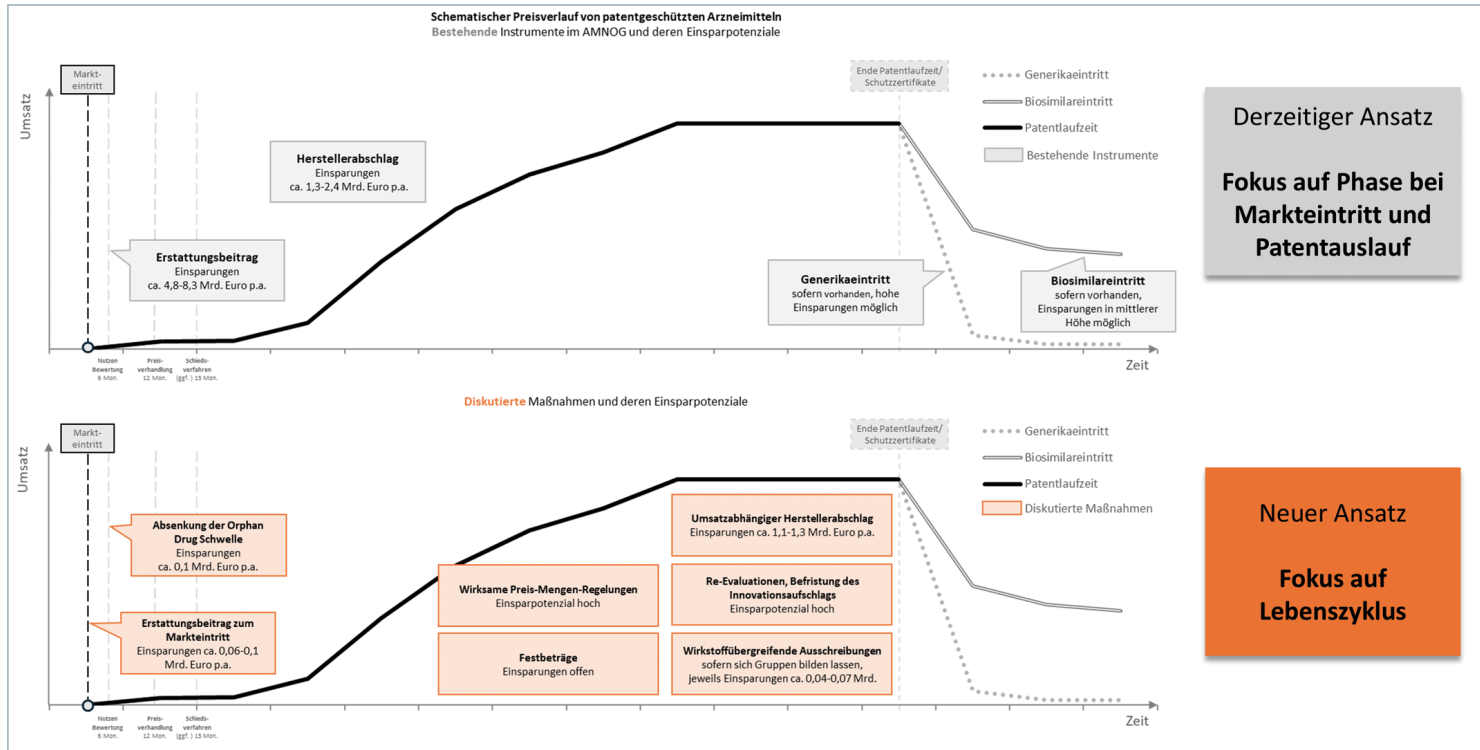 Schematischer Preisverlauf von patentgeschützten Arzneimitteln
Bestehende Instrumente im AMNOG und deren Einsparpotenziale
Umsatz
Markt-
eintritt
Herstellerabschlag
Einsparungen
ca. 1,3-2,4 Mrd. Euro p.a.
Erstattungsbeitrag
Einsparungen
ca. 4,8-8,3 Mrd. Euro p.a.
Ende Patentlaufzeit/
Schutzzertifikate
Generikaeintritt
Biosimilareintritt
Patentlaufzeit
Bestehende Instrumente
Generikaeintritt
sofern vorhanden, hohe
Einsparungen möglich
Biosimilareintritt
sofern vorhanden,
Einsparungen in mittlerer
Höhe möglich
Nutzen
Bewertung
6 Mon.
Preis-
verhandlung
12 Mon.
Schieds-
verfahren
(ggf. ) 15 Mon.
Zeit
Derzeitiger Ansatz
Fokus auf Phase bei
Markteintritt und
Patentauslauf
Diskutierte Maßnahmen und deren Einsparpotenziale
Umsatz
Markt-
eintritt
Absenkung der Orphan
Drug Schwelle
Einsparungen
ca. 0,1 Mrd. Euro p.a.
Erstattungsbeitrag zum
Markteintritt
Einsparungen ca. 0,06-0,1
Mrd. Euro p.a.
Wirksame Preis-Mengen-Regelungen
Einsparpotenzial hoch
Festbeträge
Einsparungen offen
Umsatzabhängiger Herstellerabschlag
Einsparungen ca. 1,1-1,3 Mrd. Euro p.a.
Re-Evaluationen, Befristung des
Innovationsaufschlags
Einsparpotenzial hoch
Wirkstoffübergreifende Ausschreibungen
sofern sich Gruppen bilden lassen,
jeweils Einsparungen ca. 0,04-0,07 Mrd.
Ende Patentlaufzeit/
Schutzzertifikate
Generikaeintritt
Biosimilareintritt
Patentlaufzeit
Diskutierte Maßnahmen
Nutzen
Bewertung
6 Mon.
Preis-
verhandlung
12 Mon.
Schieds-
verfahren
(ggf. ) 15 Mon.
Zeit
Neuer Ansatz
Fokus auf
Lebenszyklus